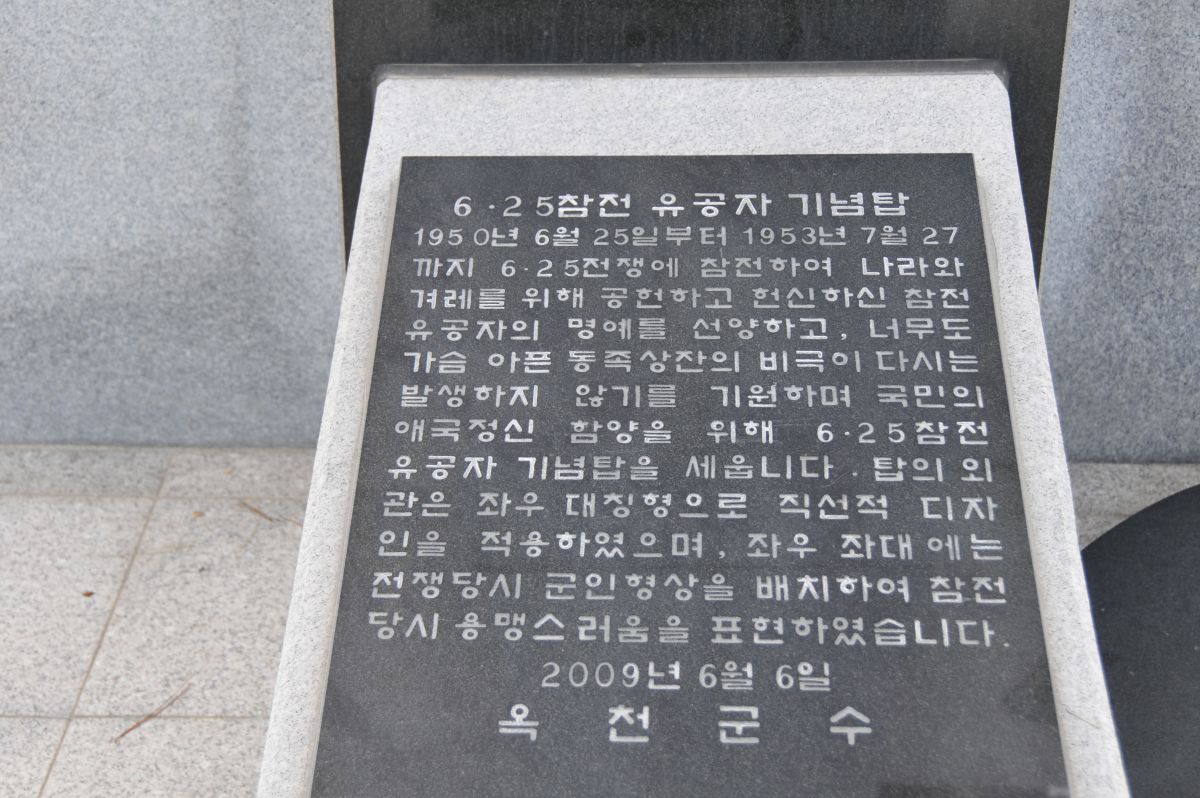 6·25참전 유공자 기념탑
1950년 6월 25일부터 1953년 7월 27
까지 6·25전쟁에 참전하여 나라와
겨레를 위해 공헌하고 헌신하신 참전
유공자의 명예를 선양하고, 너무도
가슴 아픈 동족상잔의 비극이 다시는
발생하지 않기를 기원하며 국민의
애국정신 함양을 위해 6·25참전
유공자 기념탑을 세웁니다. 탑의 외
관은 좌우 대칭형으로 직선적 디자
인을 적용하였으며, 좌우 좌대에는
전쟁당시 군인형상을 배치하여 참전
당시 용맹스러움을 표현하였습니다.
2009년 6월 6일
옥 천 군 수